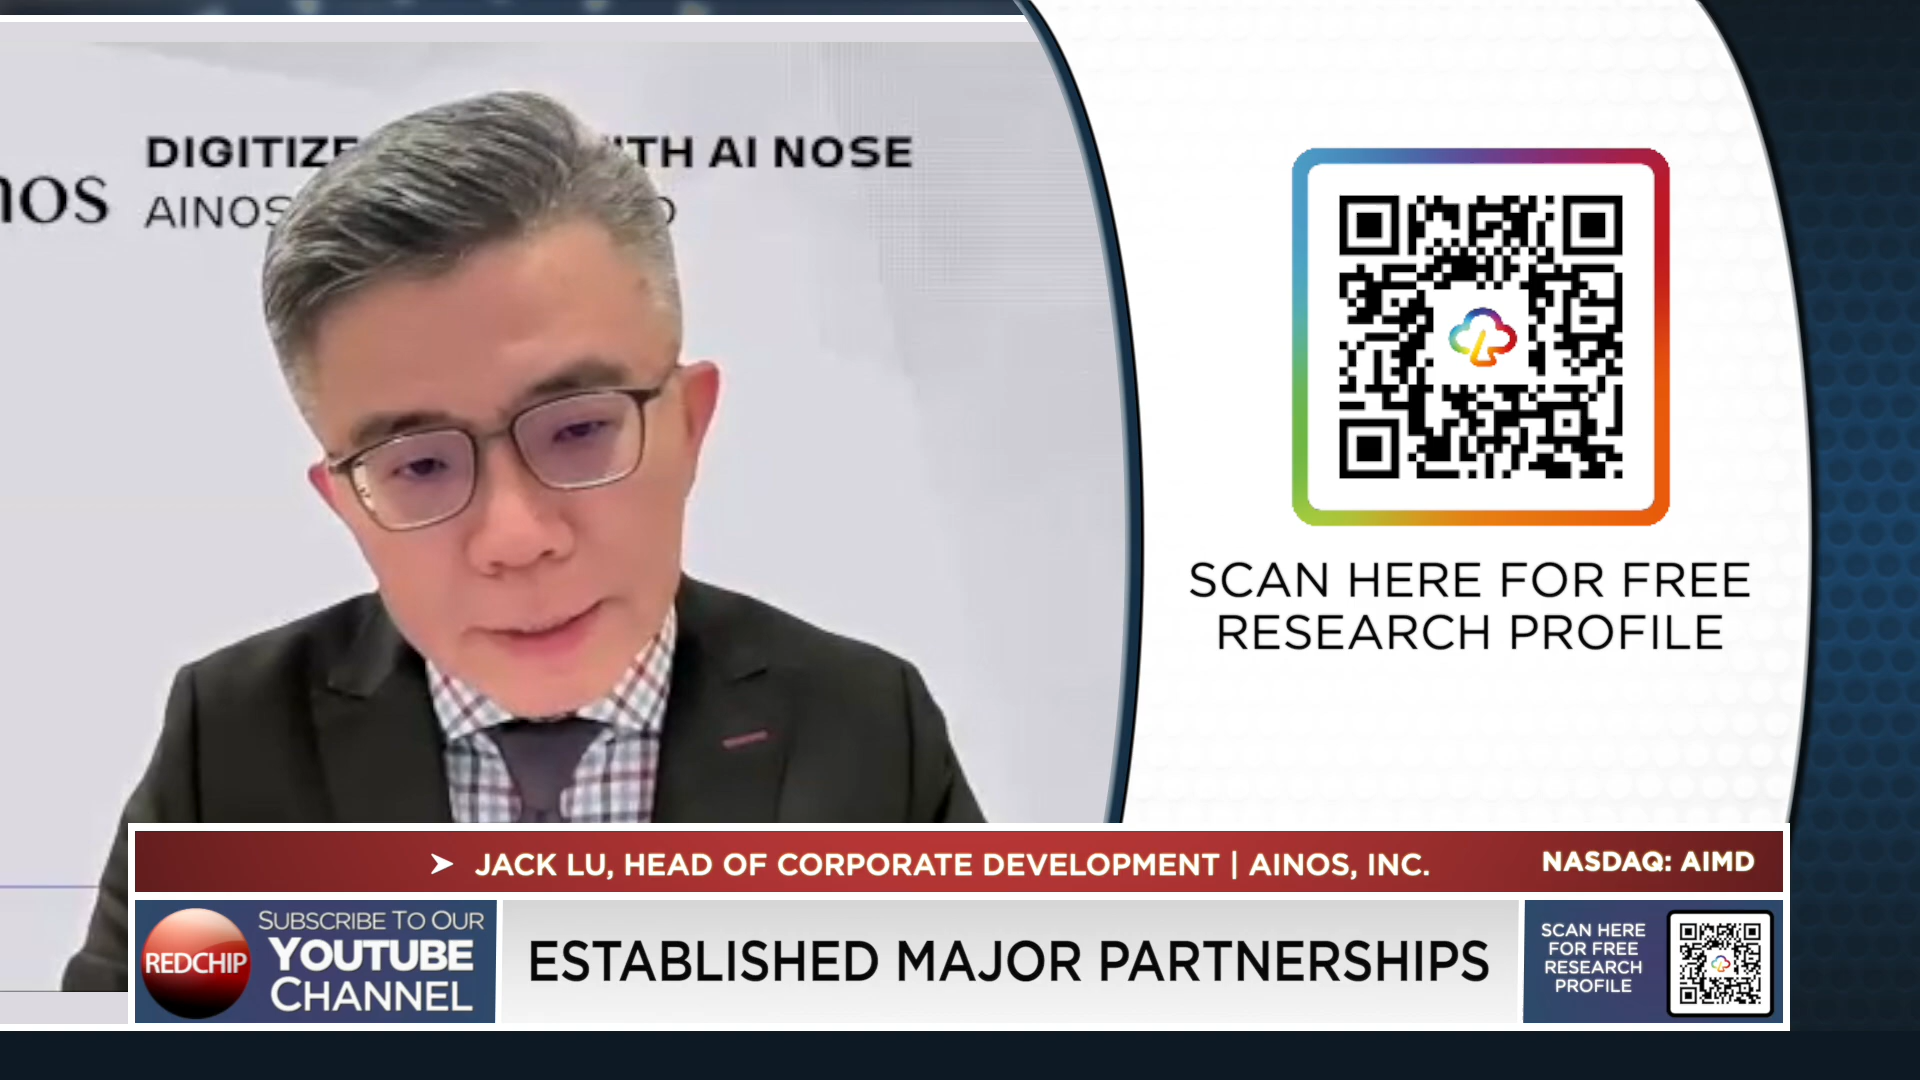 DIGITIZE TH AI NOSE
nos
AINOS
SCAN HERE FOR FREE
RESEARCH PROFILE
➤ JACK LU, HEAD OF CORPORATE DEVELOPMENT | AINOS, INC.
NASDAQ: AIMD
REDCHIP
SUBSCRIBE TO OUR
YOUTUBE
CHANNEL
ESTABLISHED MAJOR PARTNERSHIPS
SCAN HERE
FOR FREE
RESEARCH
PROFILE